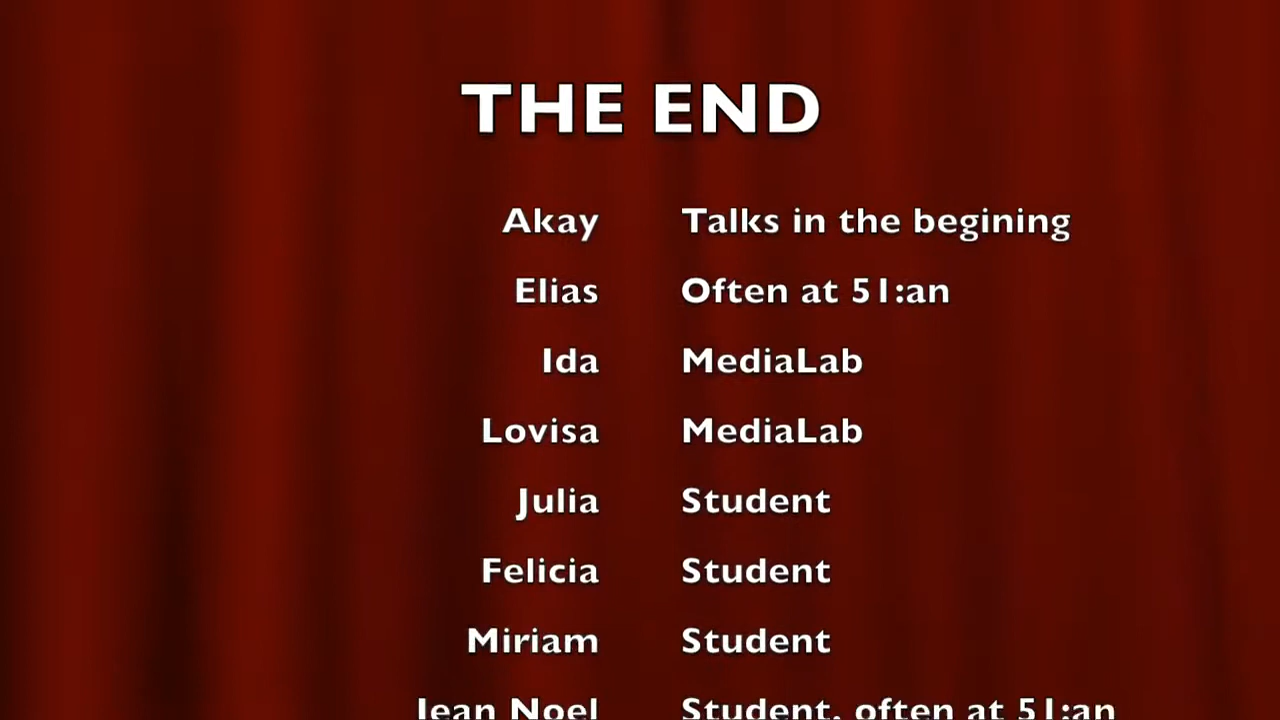 THE END
Akay Talks in the begining
Elias Often at 51:an
Ida MediaLab
Lovisa MediaLab
Julia Student
Felicia Student
Miriam Student
Jean Noel Student, often at 51:an